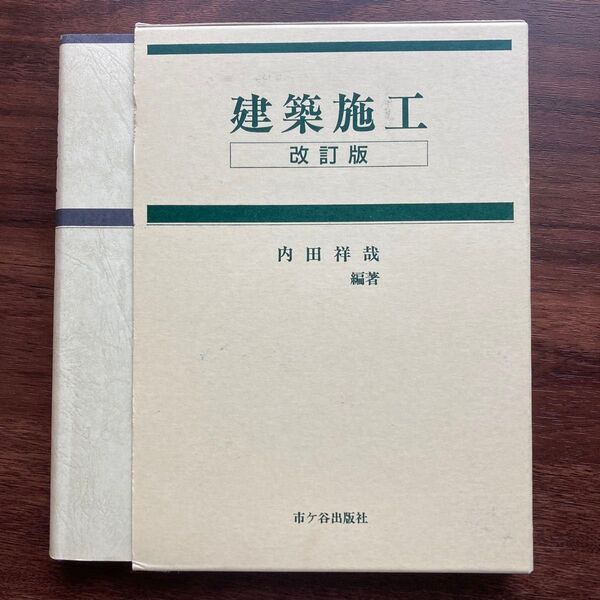 建築施工
改訂版
内田祥哉
編著
市ケ谷出版社